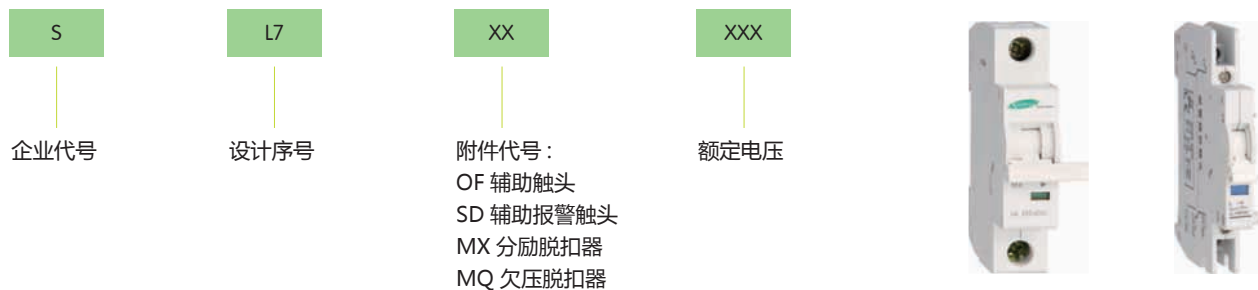 S
L7
XX
XXX
企业代号
设计序号
附件代号：
额定电压
OF 辅助触头
SD 辅助报警触头
MX 分励脱扣器
MQ 欠压脱扣器